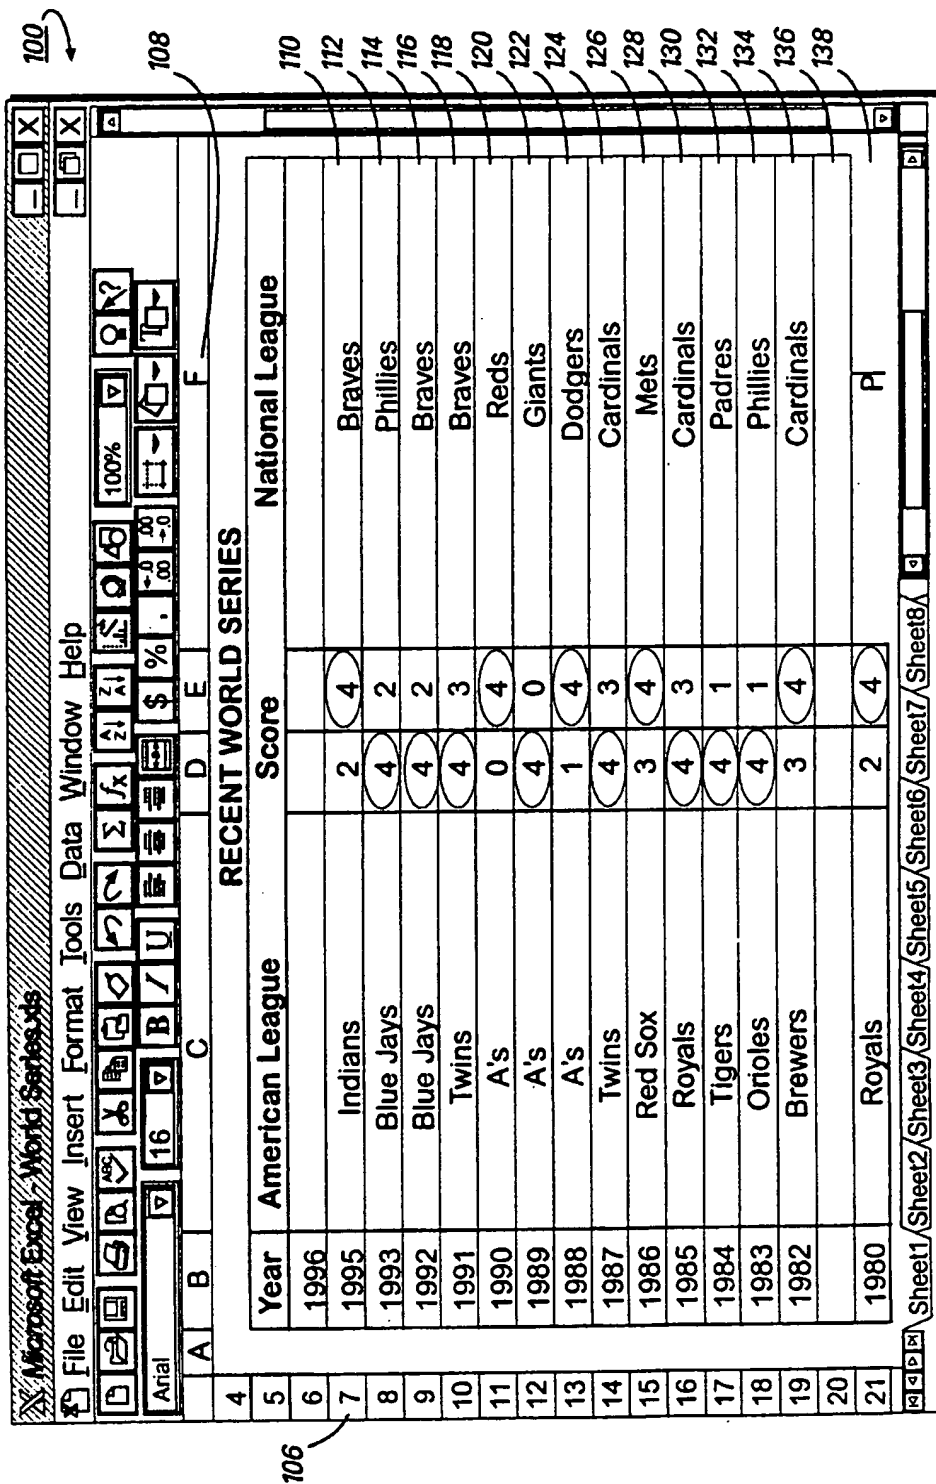 100
Microsoft Excel - World Series.xls
File Edit View Insert Format Tools Data Window Help
ABC Σ fx A Z Z A 100% ?
Arial 16 B I U $ % , .0 .00 .00 .0
108
A B C D E F
4 RECENT WORLD SERIES
5 Year American League Score National League
6 1996 110
7 1995 Indians 2 4 Braves 112
8 1993 Blue Jays 4 2 Phillies 114
9 1992 Blue Jays 4 2 Braves 116
10 1991 Twins 4 3 Braves 118
11 1990 A's 0 4 Reds 120
12 1989 A's 4 0 Giants 122
13 1988 A's 1 4 Dodgers 124
14 1987 Twins 4 3 Cardinals 126
15 1986 Red Sox 3 4 Mets 128
16 1985 Royals 4 3 Cardinals 130
17 1984 Tigers 4 1 Padres 132
18 1983 Orioles 4 1 Phillies 134
19 1982 Brewers 3 4 Cardinals 136
20 138
21 1980 Royals 2 4 P
106
Sheet1 Sheet2 Sheet3 Sheet4 Sheet5 Sheet6 Sheet7 Sheet8